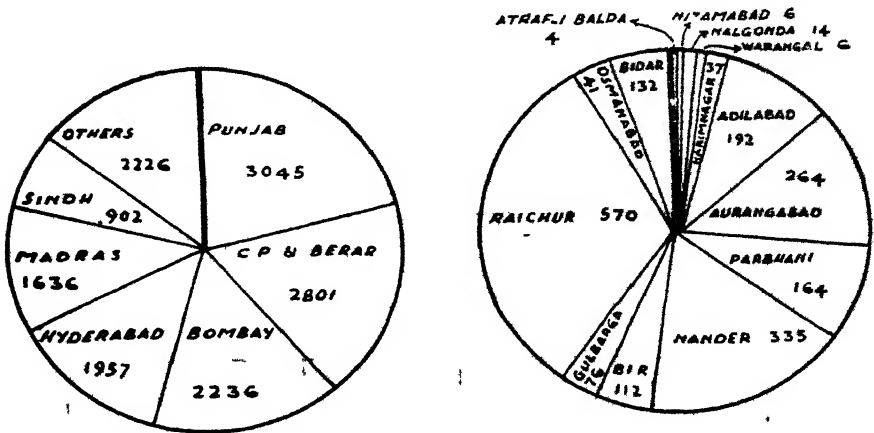 PUNJAB
3045
C P & BERAR
2801
BOMBAY
2236
HYDERABAD
1957
MADRAS
1636
SINDH
902
OTHERS
2226
ATRAF-I BALDA
4
NIZAMABAD 6
NALGONDA 14
WARANGAL 6
KARIMNAGAR 37
ADILABAD
192
264
AURANGABAD
PARBHANI
164
NANDER 335
BIR
112
GULBARGA
76
RAICHUR 570
41
OSMANABAD
BIDAR
132